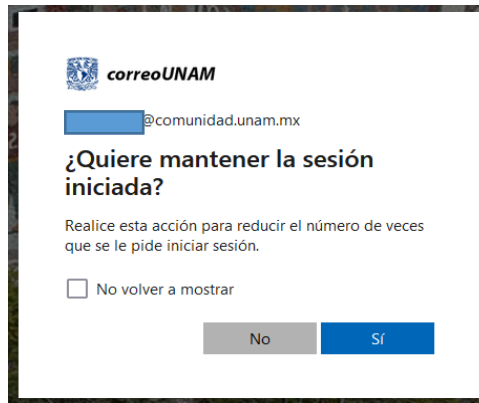 correoUNAM
@comunidad.unam.mx
¿Quiere mantener la sesión
iniciada?
Realice esta acción para reducir el número de veces
que se le pide iniciar sesión.
No volver a mostrar
No
Sí